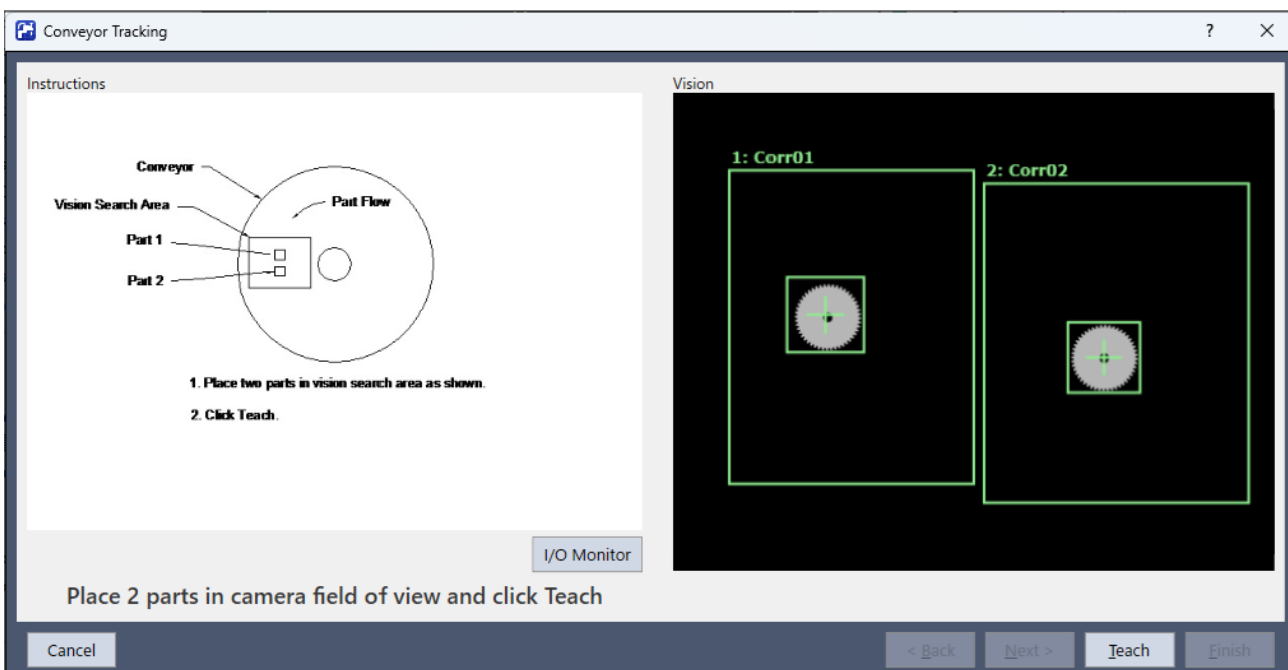 Conveyor Tracking
?
Instructions
Vision
Conveyor
Vision Search Area
Part Flow
Part 1
Part 2
1. Place two parts in vision search area as shown.
2. Click Teach.
1: Corr01
2: Corr02
I/O Monitor
Place 2 parts in camera field of view and click Teach
Cancel
< Back
Next >
Teach
Finish